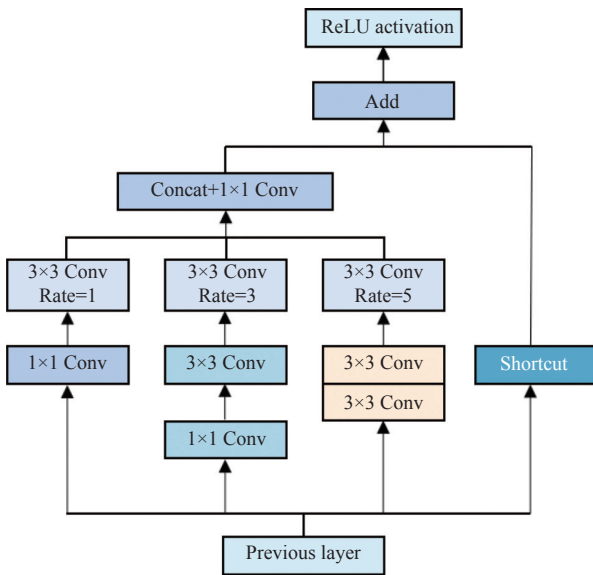 ReLU activation
Add
Concat+1×1 Conv
3×3 Conv
Rate=1
3×3 Conv
Rate=3
3×3 Conv
Rate=5
1×1 Conv
3×3 Conv
3×3 Conv
Shortcut
3×3 Conv
1×1 Conv
Previous layer